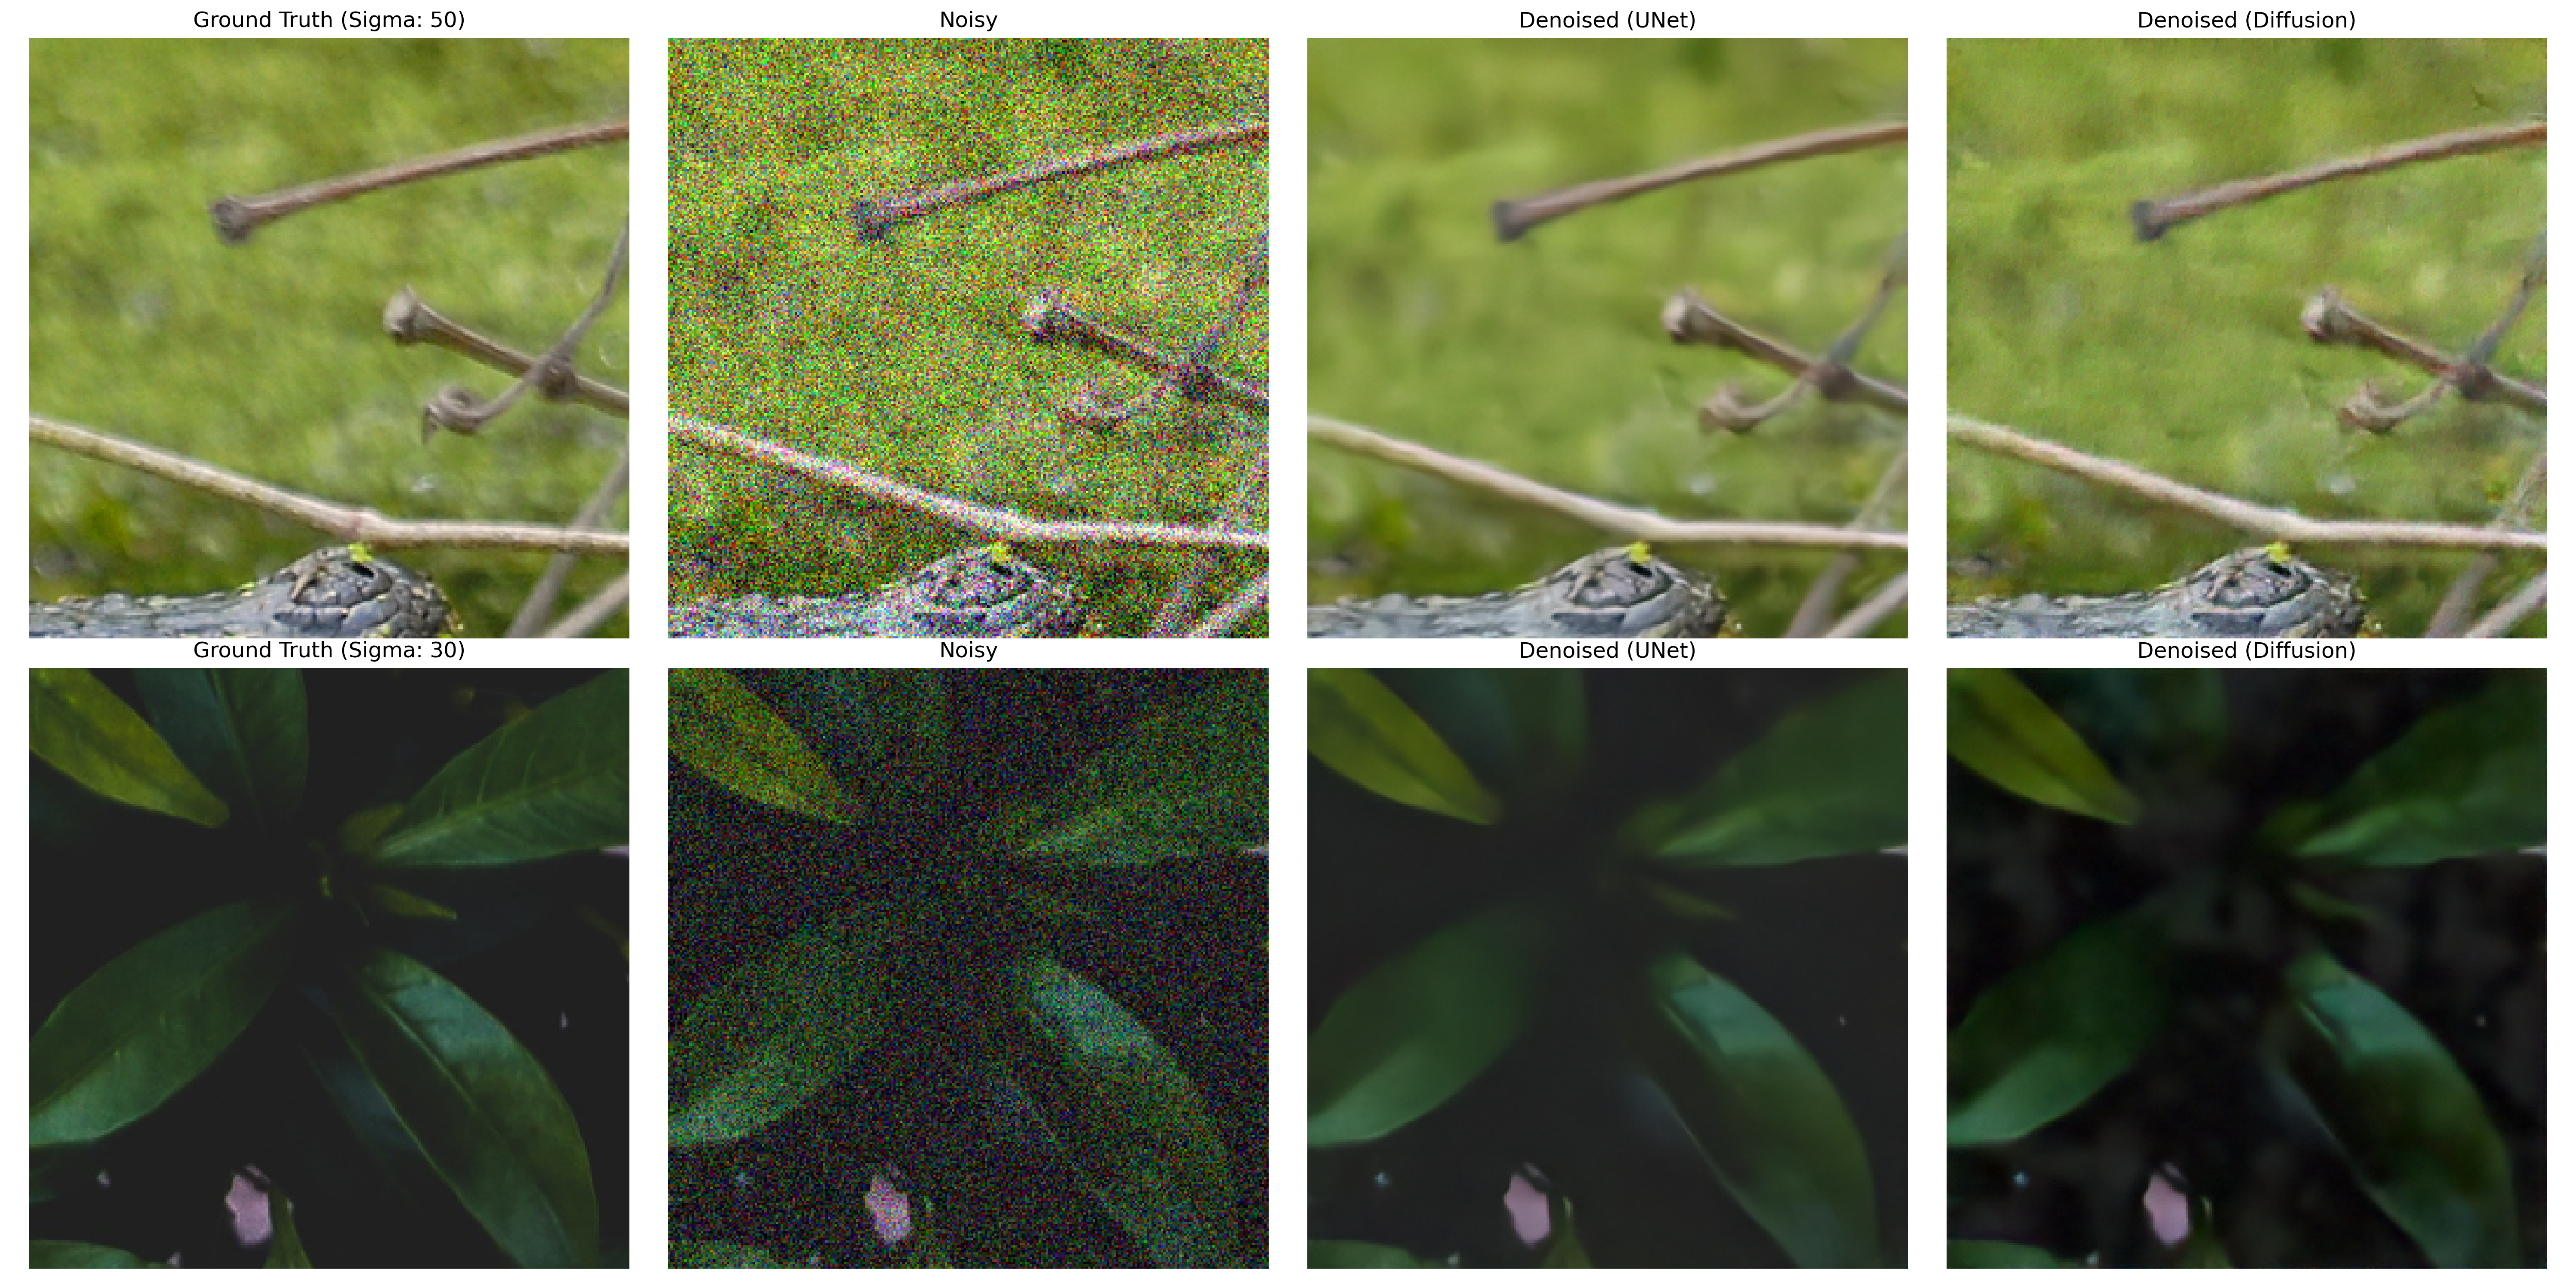 Ground Truth (Sigma: 50)
Noisy
Denoised (UNet)
Denoised (Diffusion)
Ground Truth (Sigma: 30)
Noisy
Denoised (UNet)
Denoised (Diffusion)